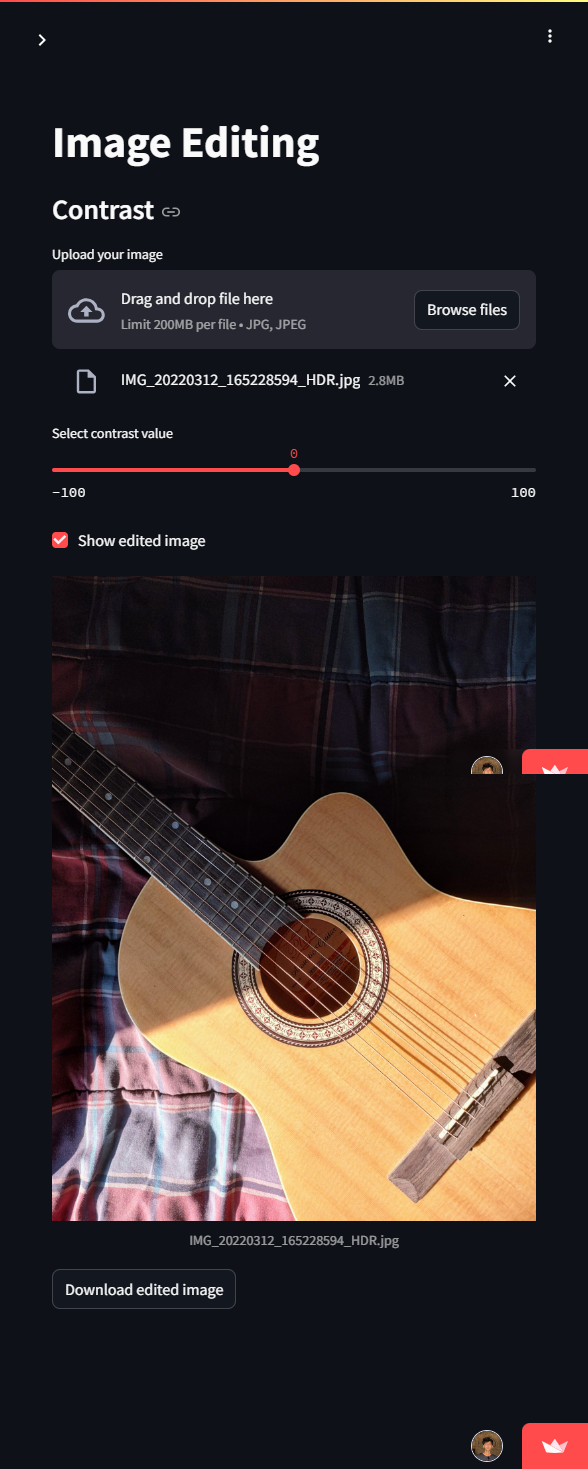 Image Editing
Contrast
Upload your image
Drag and drop file here
Limit 200MB per file • JPG, JPEG
Browse files
IMG_20220312_165228594_HDR.jpg 2.8MB
Select contrast value
0
-100 100
Show edited image
IMG_20220312_165228594_HDR.jpg
Download edited image